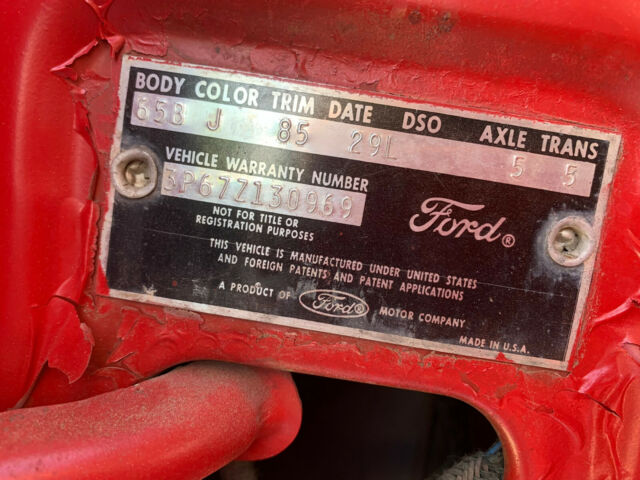 BODY COLOR TRIM DATE DSO AXLE TRANS
65B J 85 29L 5 5
VEHICLE WARRANTY NUMBER
3P67Z130969
Ford®
NOT FOR TITLE OR
REGISTRATION PURPOSES
THIS VEHICLE IS MANUFACTURED UNDER UNITED STATES
AND FOREIGN PATENTS AND PATENT APPLICATIONS
A PRODUCT OF Ford® MOTOR COMPANY
MADE IN U.S.A.